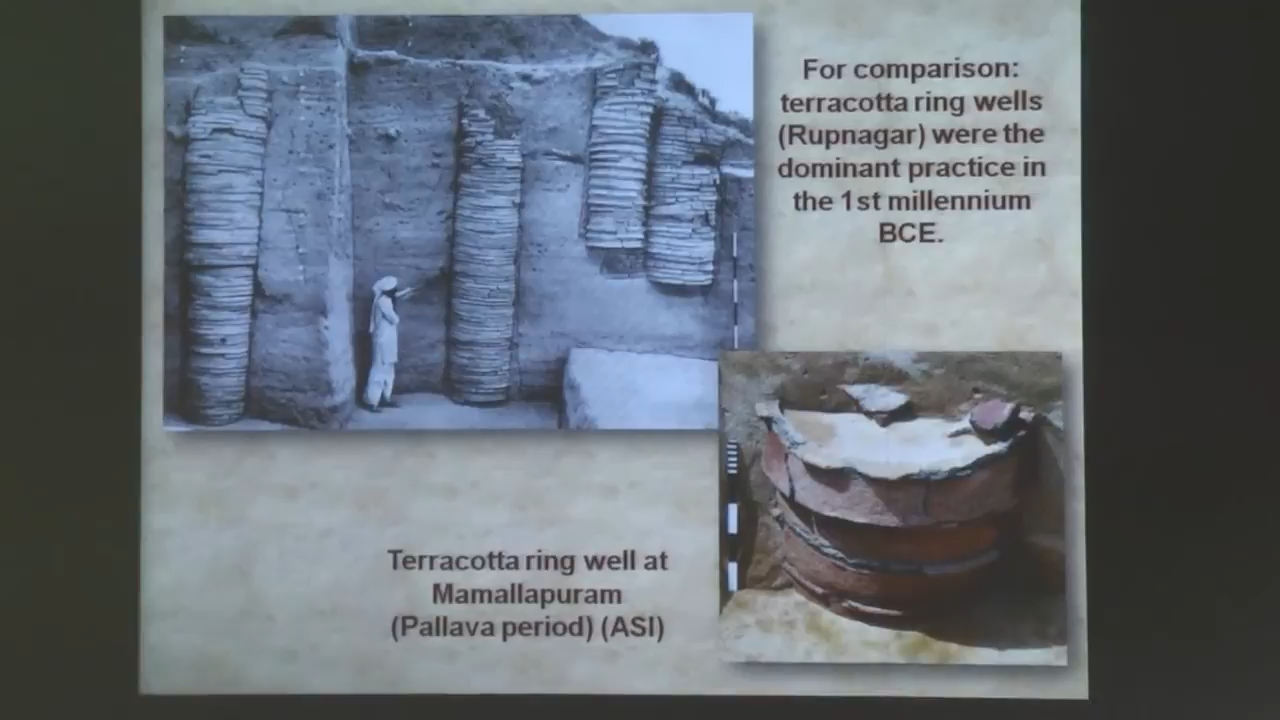 For comparison:
terracotta ring wells
(Rupnagar) were the
dominant practice in
the 1st millennium
BCE.
Terracotta ring well at
Mamallapuram
(Pallava period) (ASI)